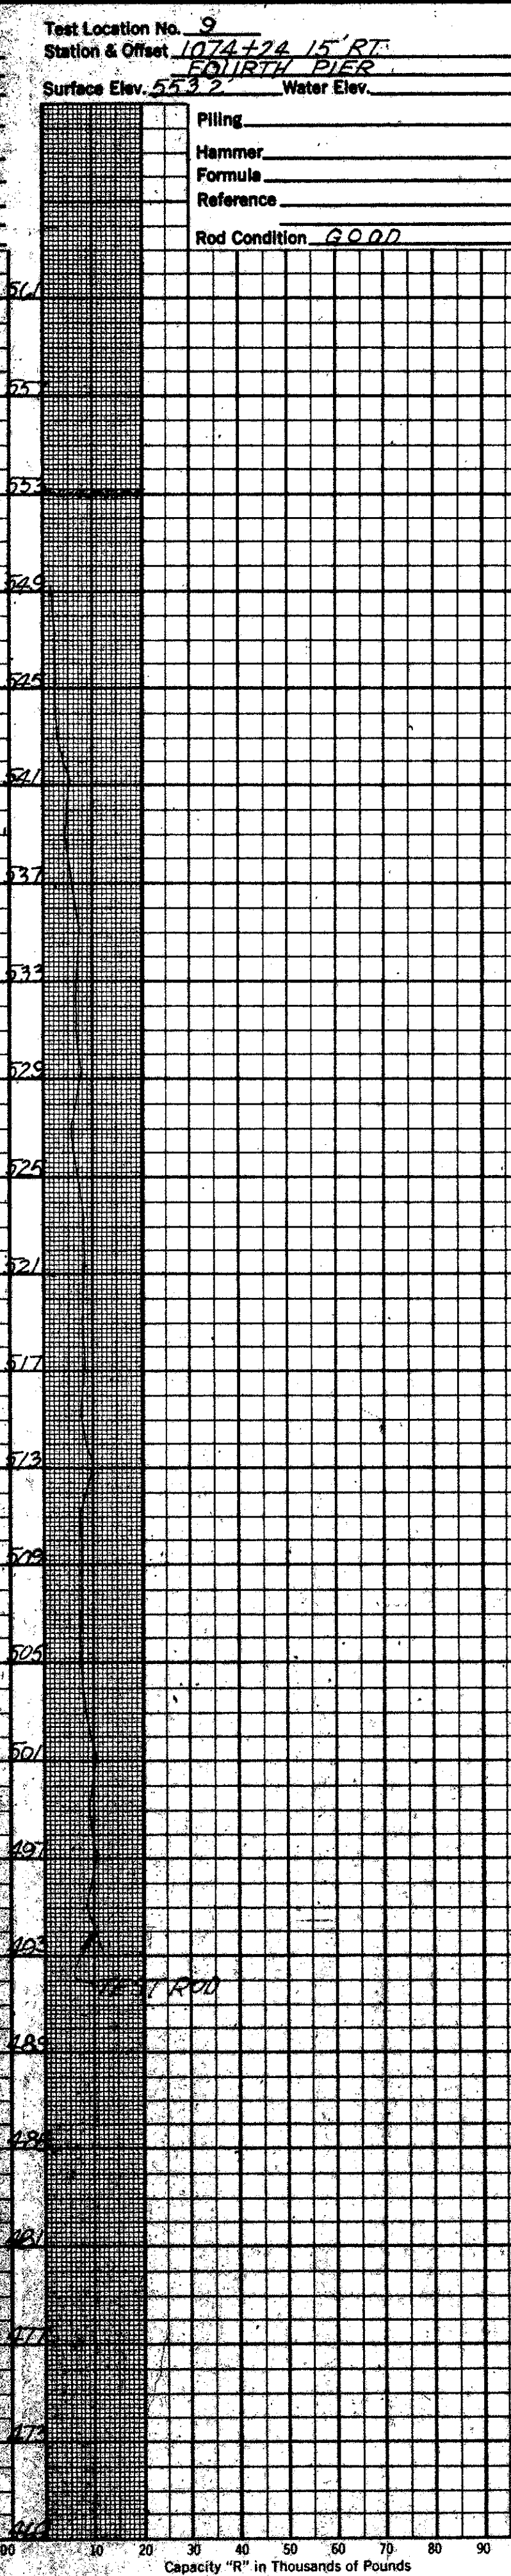 Test Location No. 9
Station & Offset 1074+24 15' RT.
FOURTH PIER
Surface Elev. 553.2 Water Elev.
Piling
Hammer
Formula
Reference
Rod Condition GOOD
561
557
553
549
545
541
537
533
529
525
521
517
513
509
505
501
497
493
TEST ROD
489
485
481
477
473
469
00 10 20 30 40 50 60 70 80 90
Capacity "R" in Thousands of Pounds